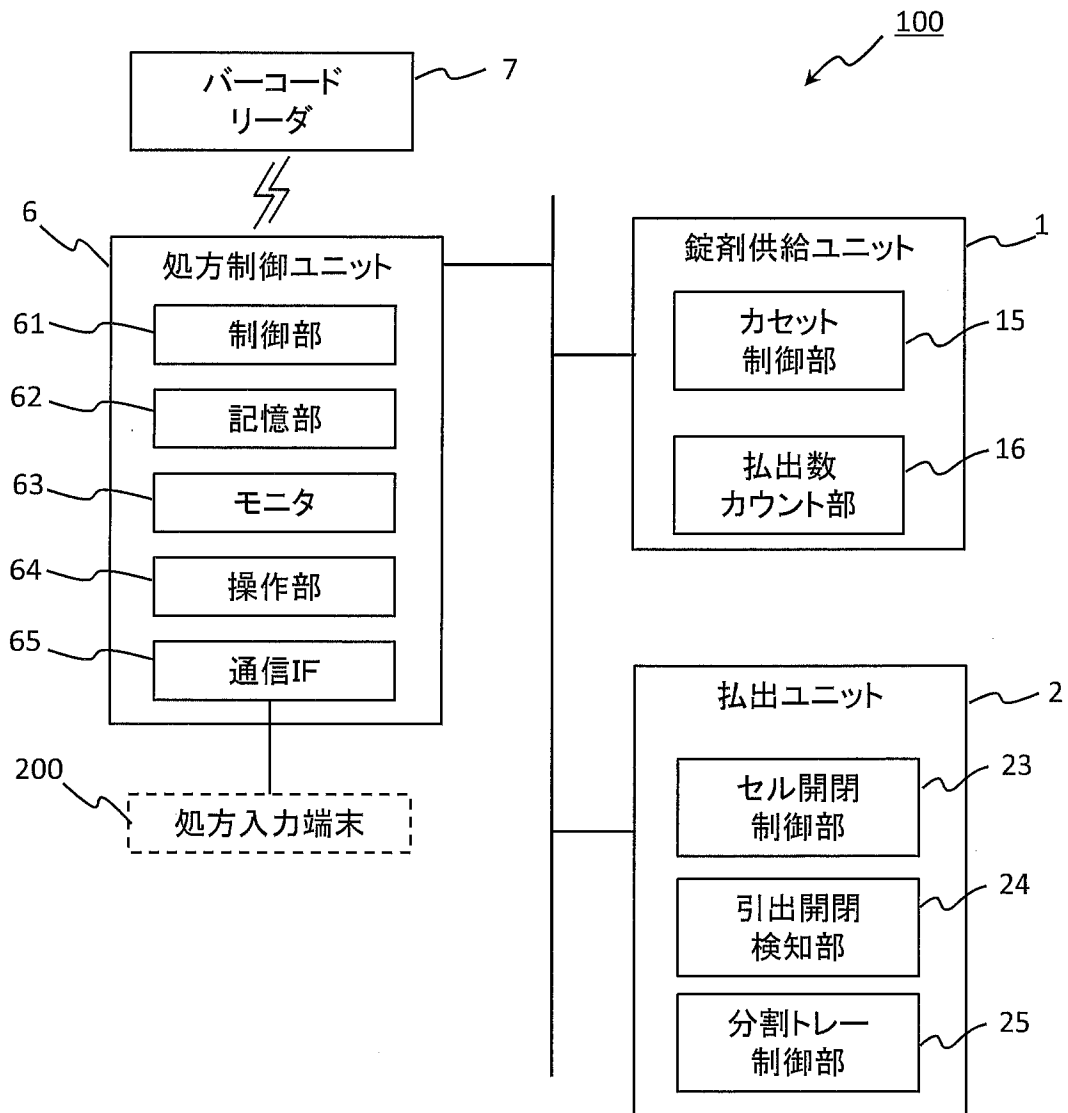 100
バーコード
リーダ
7
6
処方制御ユニット
61
制御部
62
記憶部
63
モニタ
64
操作部
65
通信IF
200
処方入力端末
1
錠剤供給ユニット
カセット
制御部
15
払出数
カウント部
16
払出ユニット
2
セル開閉
制御部
23
引出開閉
検知部
24
分割トレー
制御部
25